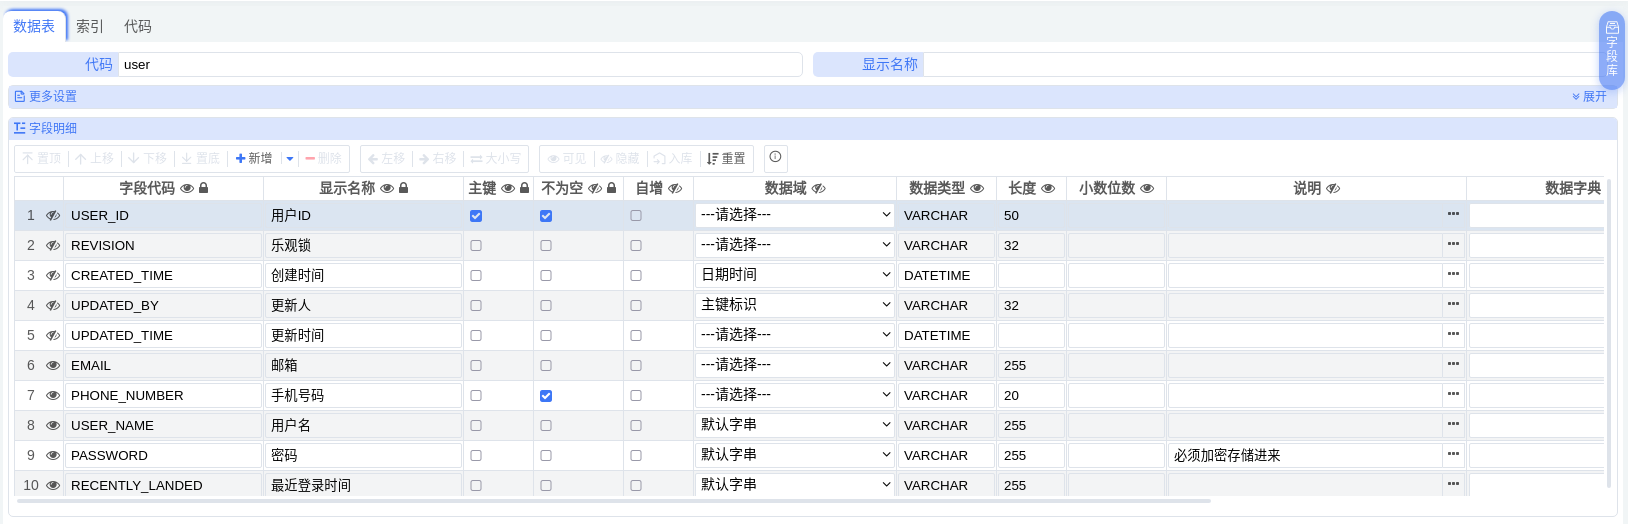 数据表 索引 代码
代码 user 显示名称
字段库
更多设置 展开
字段明细
置顶 上移 下移 置底 新增 删除 左移 右移 大小写 可见 隐藏 入库 重置
字段代码 显示名称 主键 不为空 自增 数据域 数据类型 长度 小数位数 说明 数据字典
1 USER_ID 用户ID ---请选择--- VARCHAR 50
2 REVISION 乐观锁 ---请选择--- VARCHAR 32
3 CREATED_TIME 创建时间 日期时间 DATETIME
4 UPDATED_BY 更新人 主键标识 VARCHAR 32
5 UPDATED_TIME 更新时间 ---请选择--- DATETIME
6 EMAIL 邮箱 ---请选择--- VARCHAR 255
7 PHONE_NUMBER 手机号码 ---请选择--- VARCHAR 20
8 USER_NAME 用户名 默认字串 VARCHAR 255
9 PASSWORD 密码 默认字串 VARCHAR 255 必须加密存储进来
10 RECENTLY_LANDED 最近登录时间 默认字串 VARCHAR 255